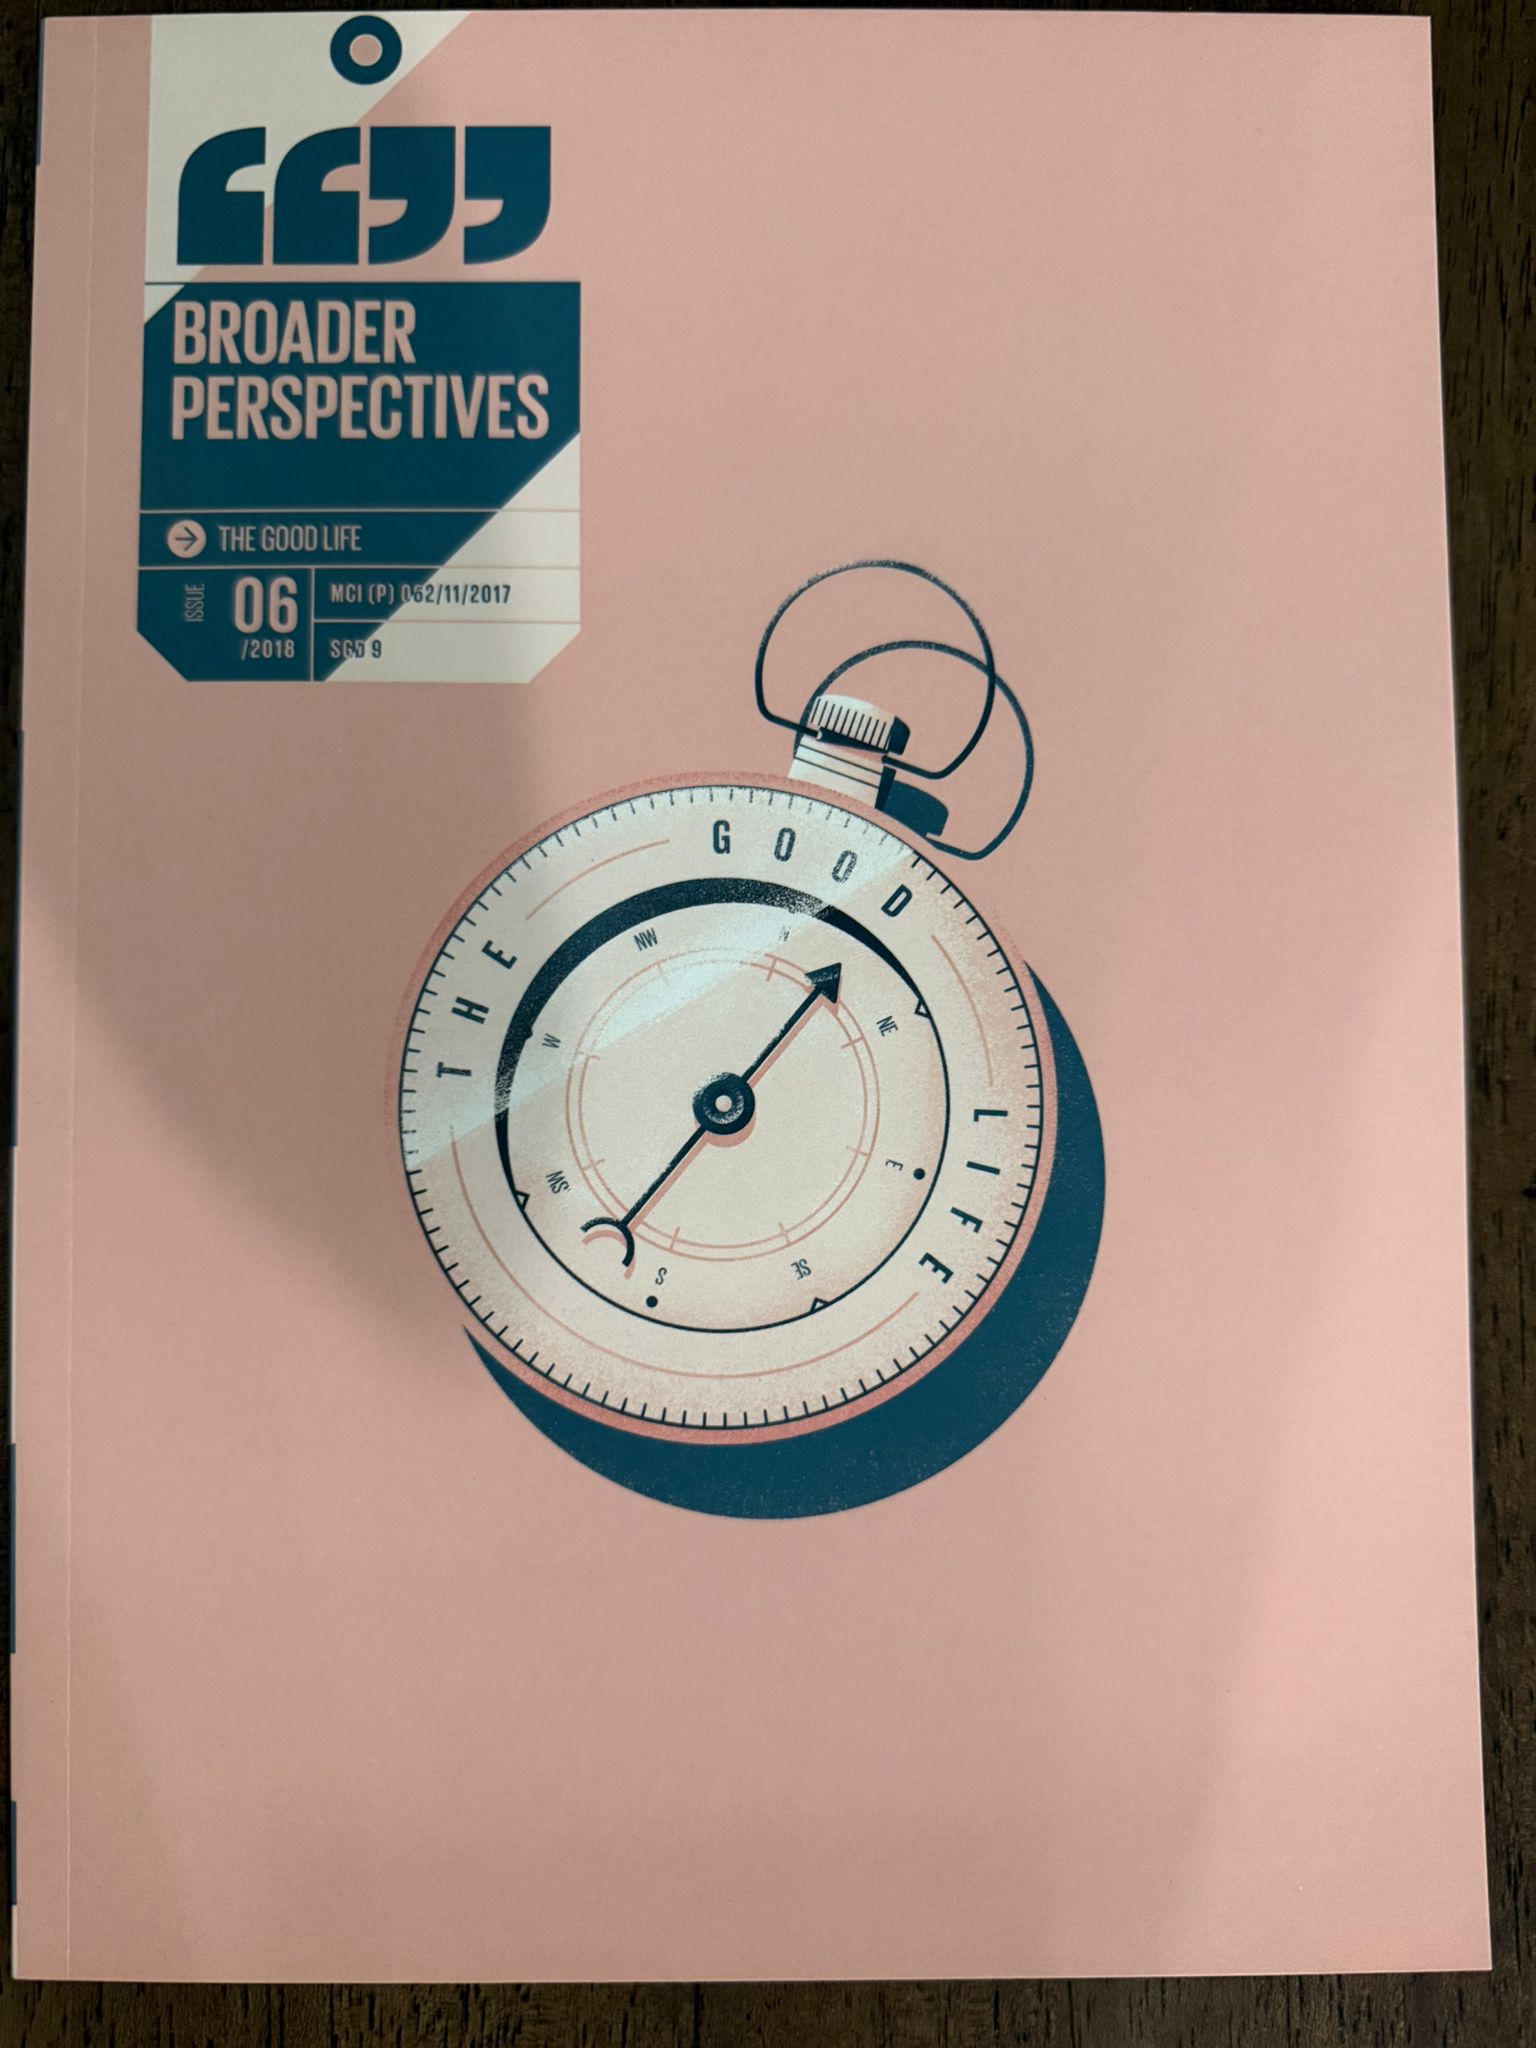 BROADER
PERSPECTIVES
THE GOOD LIFE
ISSUE
06
/2018
MCI (P) 062/11/2017
SGD 9
THE GOOD LIFE
N
NE
E
SE
S
SW
W
NW